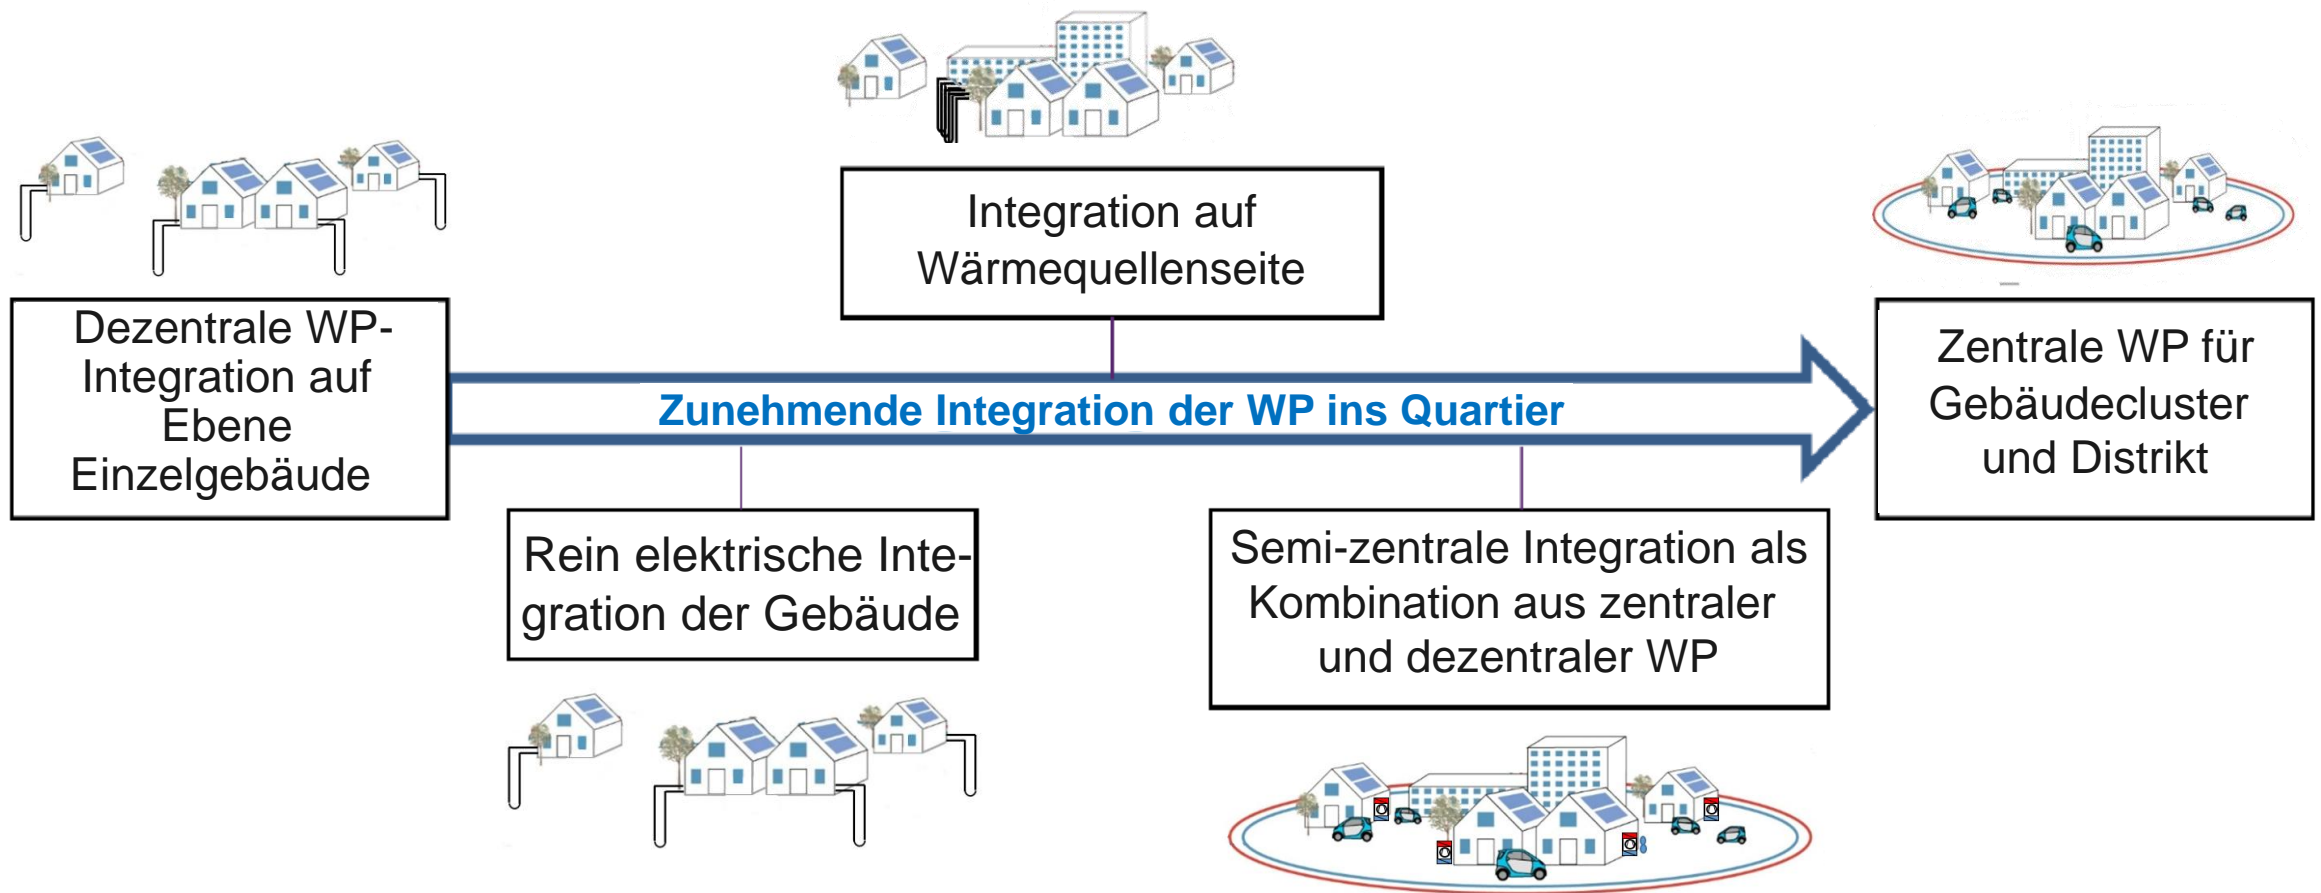 Integration auf
Wärmequellenseite
Dezentrale WP-
Integration auf
Ebene
Einzelgebäude
Zunehmende Integration der WP ins Quartier
Zentrale WP für
Gebäudecluster
und Distrikt
Rein elektrische Inte-
gration der Gebäude
Semi-zentrale Integration als
Kombination aus zentraler
und dezentraler WP